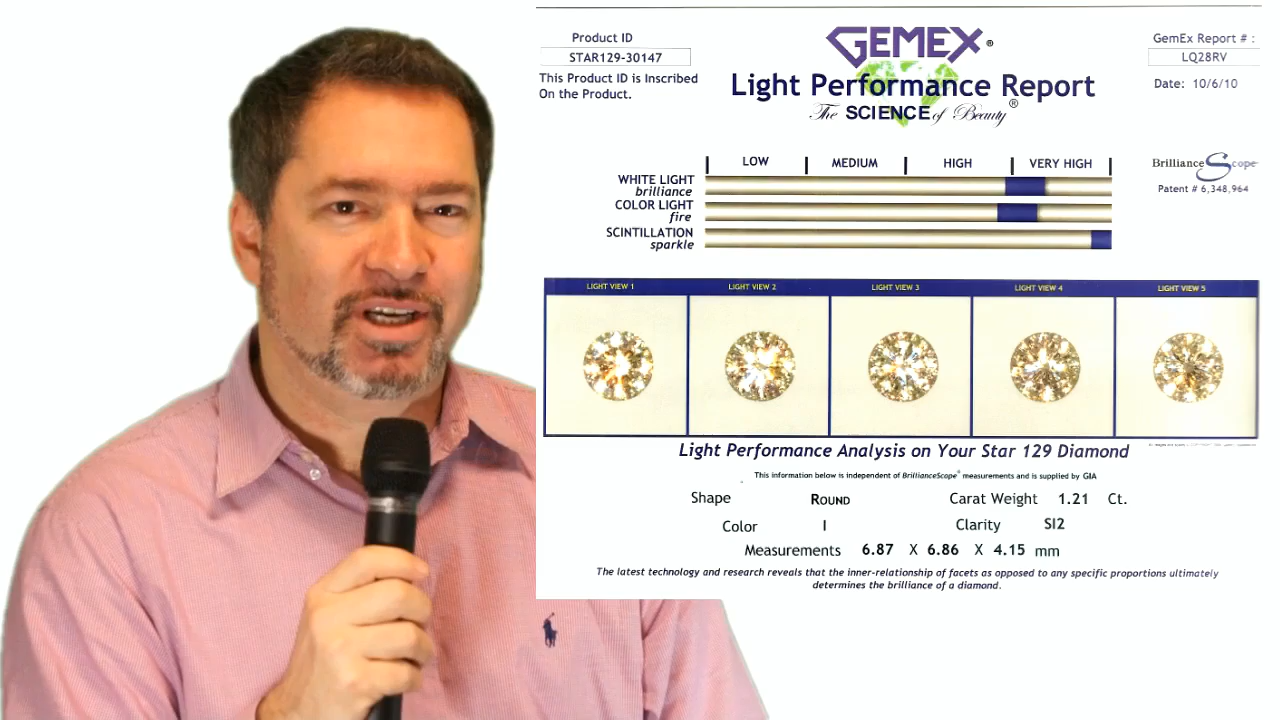 Product ID
STAR129-30147
This Product ID is Inscribed
On the Product.
GEMEX®
Light Performance Report
The SCIENCE of Beauty®
GemEx Report # :
LQ28RV
Date: 10/6/10
LOW MEDIUM HIGH VERY HIGH
WHITE LIGHT
brilliance
COLOR LIGHT
fire
SCINTILLATION
sparkle
BrillianceScope
Patent # 6,348,964
LIGHT VIEW 1 LIGHT VIEW 2 LIGHT VIEW 3 LIGHT VIEW 4 LIGHT VIEW 5
Light Performance Analysis on Your Star 129 Diamond
This information below is independent of BrillianceScope® measurements and is supplied by GIA
Shape ROUND Carat Weight 1.21 Ct.
Color I Clarity SI2
Measurements 6.87 X 6.86 X 4.15 mm
The latest technology and research reveals that the inner-relationship of facets as opposed to any specific proportions ultimately
determines the brilliance of a diamond.